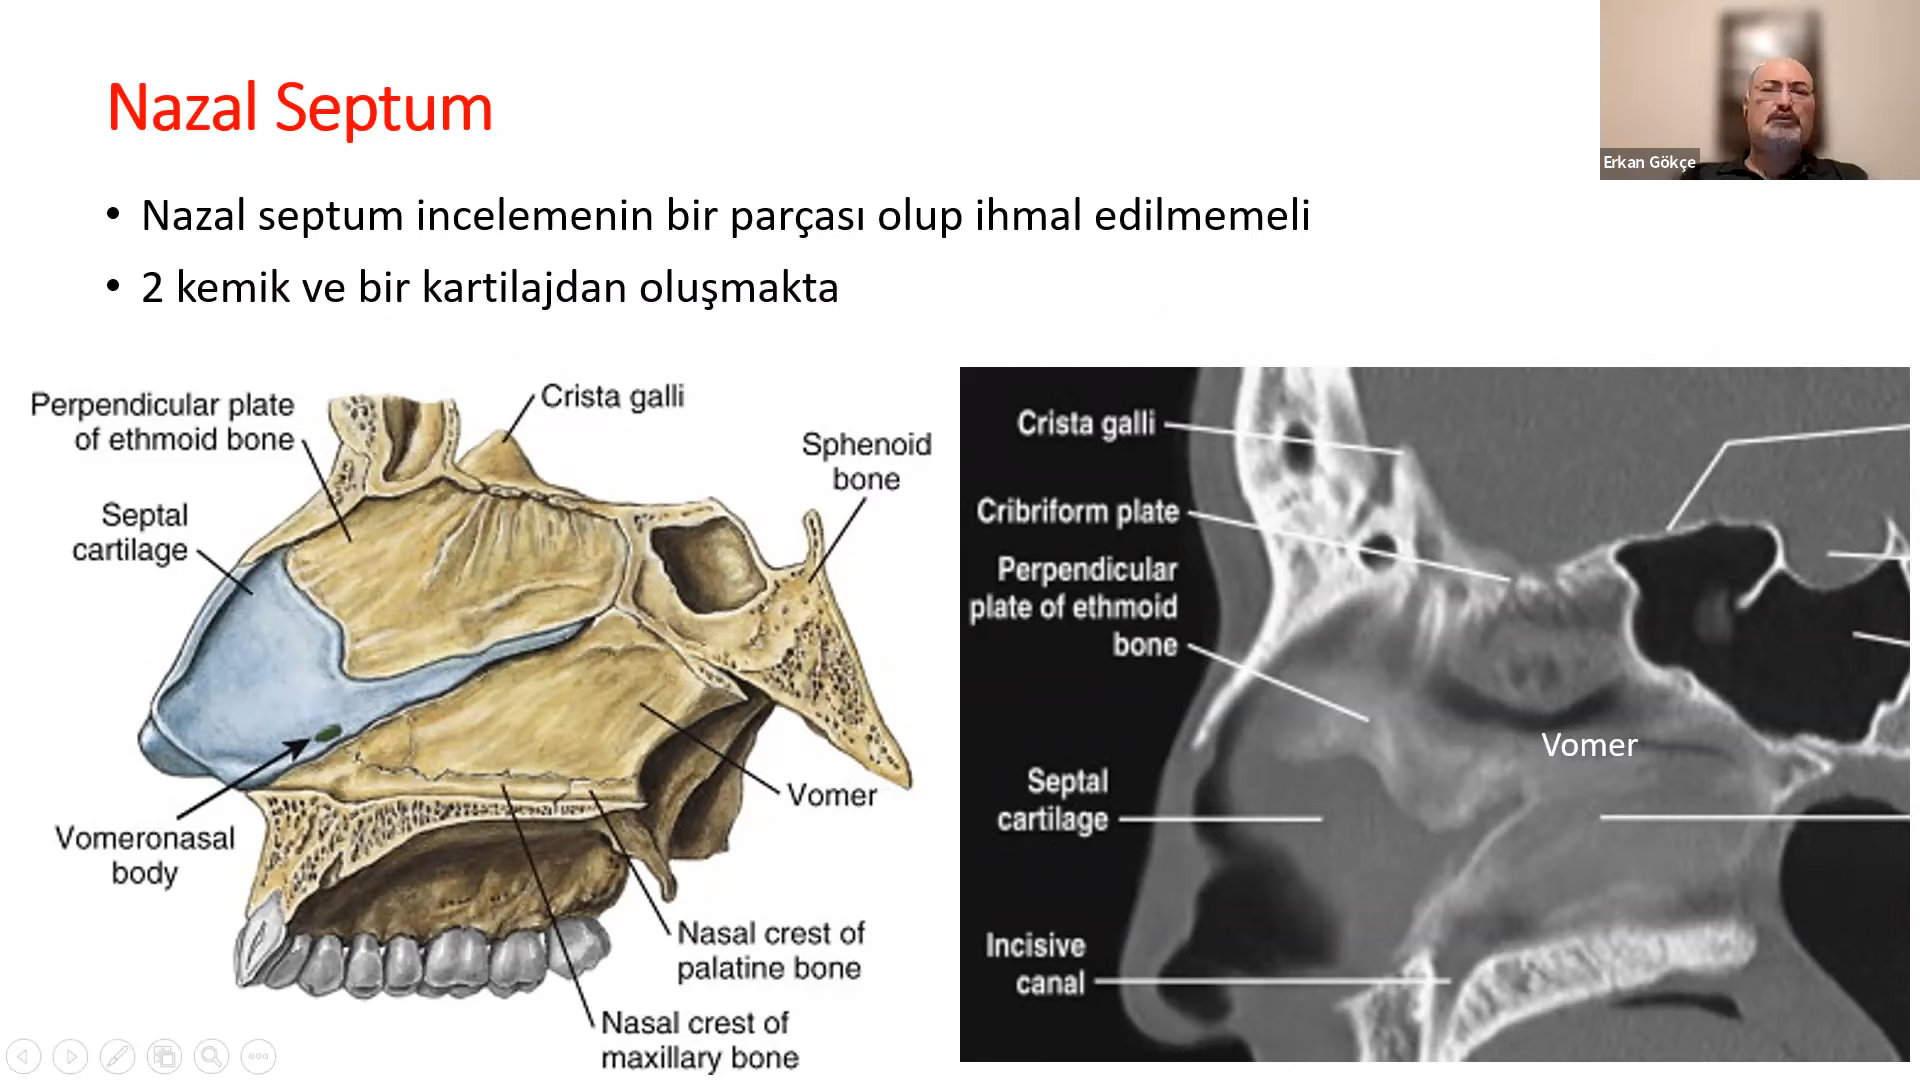 Nazal Septum
Erkan Gökçe
• Nazal septum incelemenin bir parçası olup ihmal edilmemeli
• 2 kemik ve bir kartilajdan oluşmakta
Perpendicular plate
of ethmoid bone
Crista galli
Sphenoid
bone
Septal
cartilage
Vomer
Vomeronasal
body
Nasal crest of
palatine bone
Nasal crest of
maxillary bone
Crista galli
Cribriform plate
Perpendicular
plate of ethmoid
bone
Vomer
Septal
cartilage
Incisive
canal